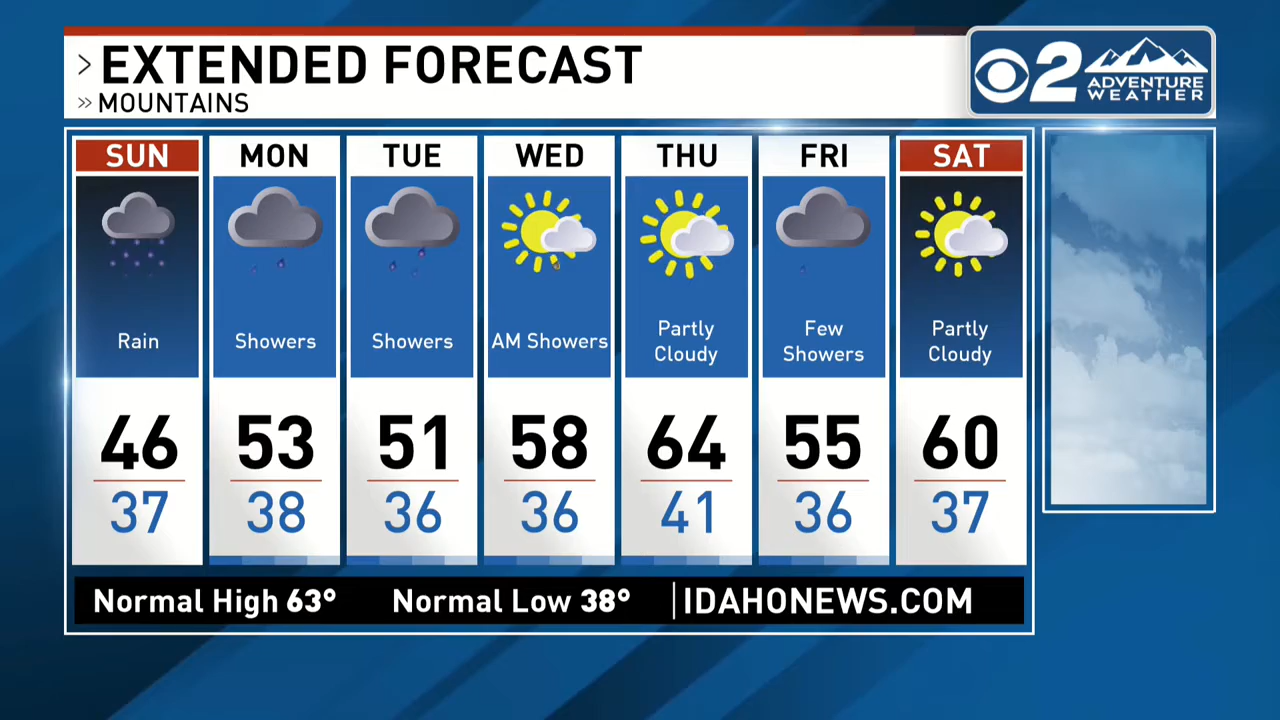 > EXTENDED FORECAST
» MOUNTAINS
2 ADVENTURE WEATHER
SUN MON TUE WED THU FRI SAT
Rain Showers Showers AM Showers Partly Cloudy Few Showers Partly Cloudy
46 53 51 58 64 55 60
37 38 36 36 41 36 37
Normal High 63° Normal Low 38° | IDAHONEWS.COM